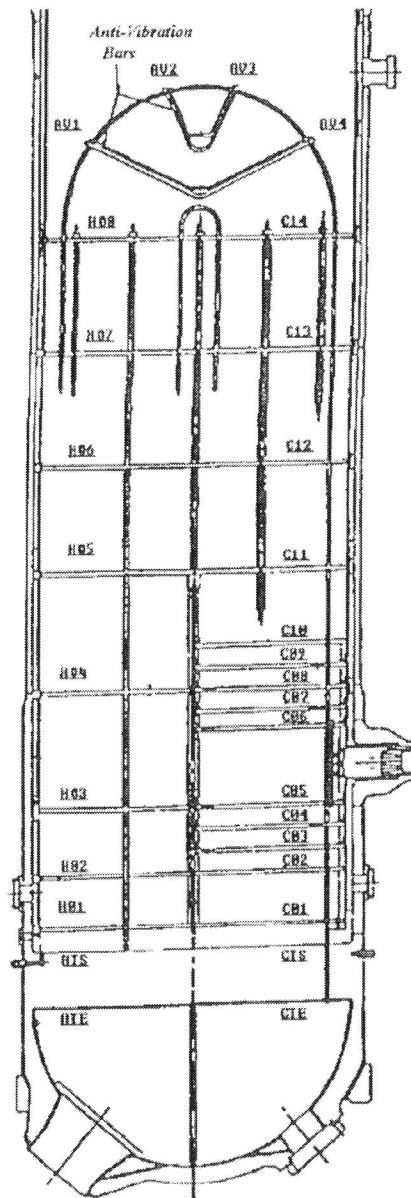 Anti-Vibration
Bars
AV2 AV3
AV1 AV4
H08 C14
H07 C13
H06 C12
H05 C11
C10
C09
H04 C08
C07
C06
H03 C05
C04
C03
H02 C02
H01 C01
HTS CTS
HTE CTE